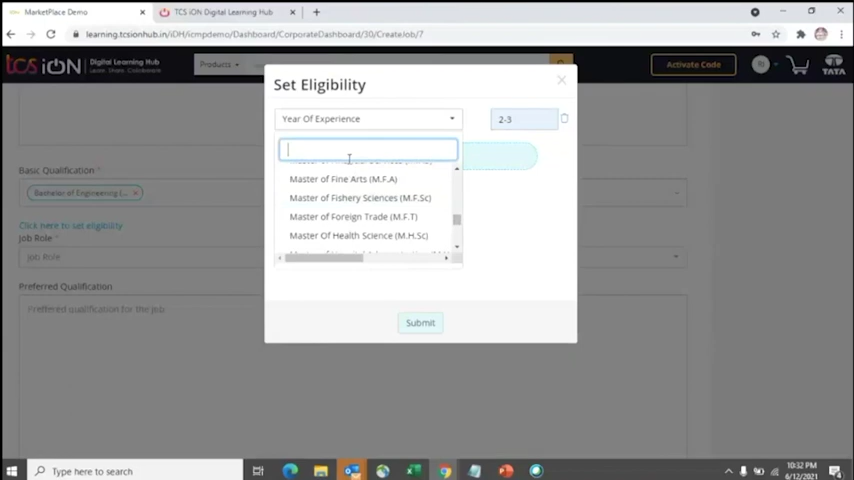 MarketPlace Demo
TCS iON Digital Learning Hub
learning.tcsionhub.in/iDH/icmpdemo/Dashboard/CorporateDashboard/30/CreateJob/7
tcs iON Digital Learning Hub
Learn. Share. Collaborate.
Products
Activate Code
TATA
Set Eligibility
Year Of Experience
2-3
Master of Fine Arts (M.F.A)
Master of Fishery Sciences (M.F.Sc)
Master of Foreign Trade (M.F.T)
Master Of Health Science (M.H.Sc)
Submit
Basic Qualification
Bachelor of Engineering (...
Click here to set eligibility
Job Role
Job Role
Preferred Qualification
Preferred qualification for the job
Type here to search
10:32 PM
6/12/2021